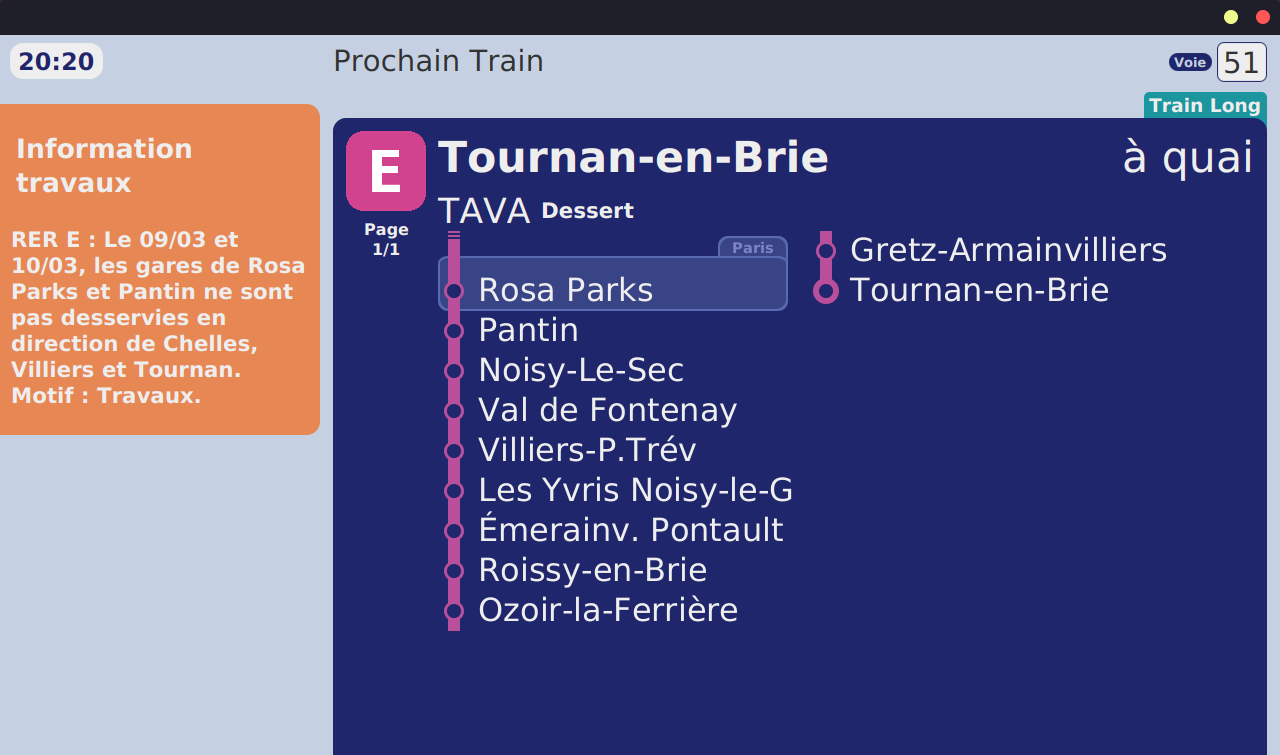 20:20
Prochain Train
Voie
51
Train Long
Information
travaux
RER E : Le 09/03 et
10/03, les gares de Rosa
Parks et Pantin ne sont
pas desservies en
direction de Chelles,
Villiers et Tournan.
Motif : Travaux.
E
Tournan-en-Brie
à quai
TAVA Dessert
Page
1/1
Paris
Rosa Parks
Pantin
Noisy-Le-Sec
Val de Fontenay
Villiers-P.Trév
Les Yvris Noisy-le-G
Émerainv. Pontault
Roissy-en-Brie
Ozoir-la-Ferrière
Gretz-Armainvilliers
Tournan-en-Brie